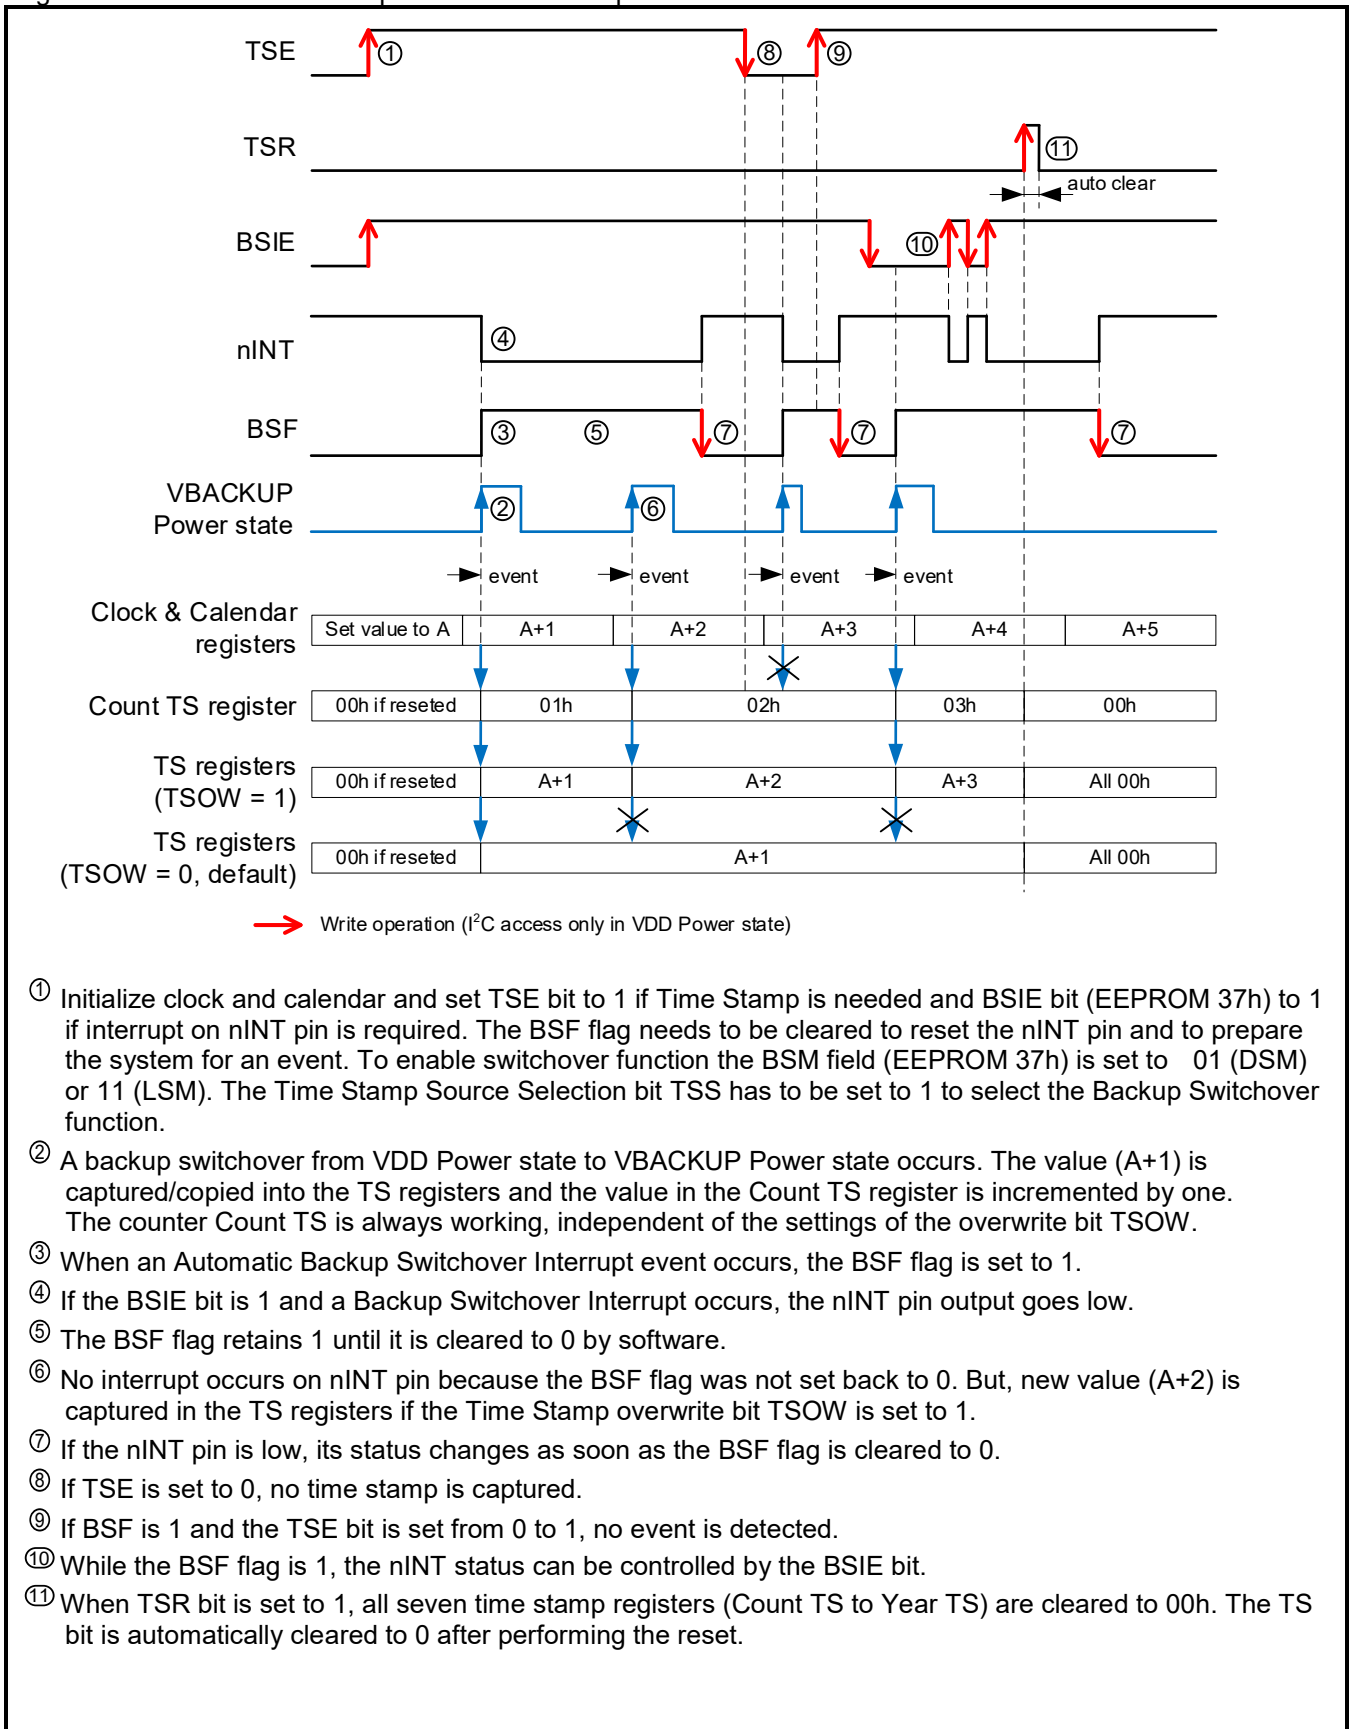 TSE
① ⑧ ⑨
TSR
⑪
auto clear
BSIE
⑩
nINT
④
BSF
③ ⑤ ⑦ ⑦ ⑦
VBACKUP
Power state
② ⑥
event event event event
Clock & Calendar
registers
Set value to A A+1 A+2 A+3 A+4 A+5
Count TS register
00h if reseted 01h 02h 03h 00h
TS registers
(TSOW = 1)
00h if reseted A+1 A+2 A+3 All 00h
TS registers
(TSOW = 0, default)
00h if reseted A+1 All 00h
Write operation (I²C access only in VDD Power state)
① Initialize clock and calendar and set TSE bit to 1 if Time Stamp is needed and BSIE bit (EEPROM 37h) to 1
if interrupt on nINT pin is required. The BSF flag needs to be cleared to reset the nINT pin and to prepare
the system for an event. To enable switchover function the BSM field (EEPROM 37h) is set to 01 (DSM)
or 11 (LSM). The Time Stamp Source Selection bit TSS has to be set to 1 to select the Backup Switchover
function.
② A backup switchover from VDD Power state to VBACKUP Power state occurs. The value (A+1) is
captured/copied into the TS registers and the value in the Count TS register is incremented by one.
The counter Count TS is always working, independent of the settings of the overwrite bit TSOW.
③ When an Automatic Backup Switchover Interrupt event occurs, the BSF flag is set to 1.
④ If the BSIE bit is 1 and a Backup Switchover Interrupt occurs, the nINT pin output goes low.
⑤ The BSF flag retains 1 until it is cleared to 0 by software.
⑥ No interrupt occurs on nINT pin because the BSF flag was not set back to 0. But, new value (A+2) is
captured in the TS registers if the Time Stamp overwrite bit TSOW is set to 1.
⑦ If the nINT pin is low, its status changes as soon as the BSF flag is cleared to 0.
⑧ If TSE is set to 0, no time stamp is captured.
⑨ If BSF is 1 and the TSE bit is set from 0 to 1, no event is detected.
⑩ While the BSF flag is 1, the nINT status can be controlled by the BSIE bit.
⑪ When TSR bit is set to 1, all seven time stamp registers (Count TS to Year TS) are cleared to 00h. The TS
bit is automatically cleared to 0 after performing the reset.